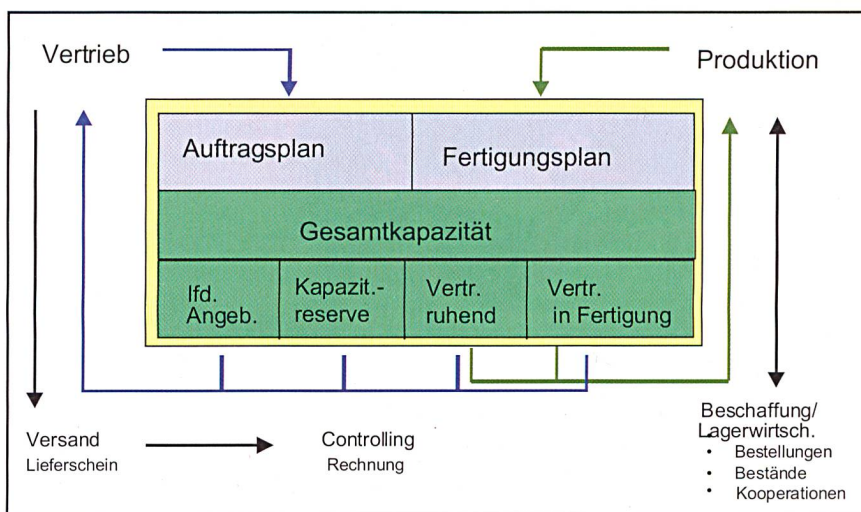 Vertrieb
Produktion
Auftragsplan
Fertigungsplan
Gesamtkapazität
lfd.
Angeb.
Kapazit.-
reserve
Vertr.
ruhend
Vertr.
in Fertigung
Versand
Lieferschein
Controlling
Rechnung
Beschaffung/
Lagerwirtsch.
• Bestellungen
• Bestände
• Kooperationen